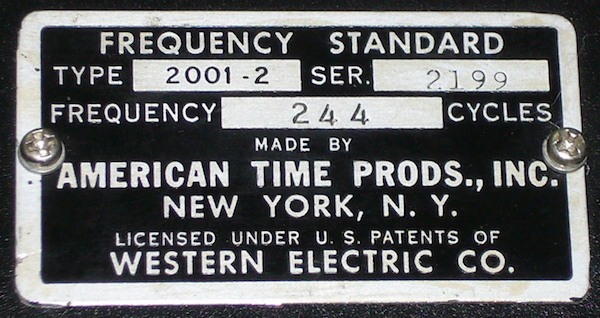 FREQUENCY STANDARD
TYPE 2001-2 SER. 2199
FREQUENCY 244 CYCLES
MADE BY
AMERICAN TIME PRODS., INC.
NEW YORK, N. Y.
LICENSED UNDER U. S. PATENTS OF
WESTERN ELECTRIC CO.